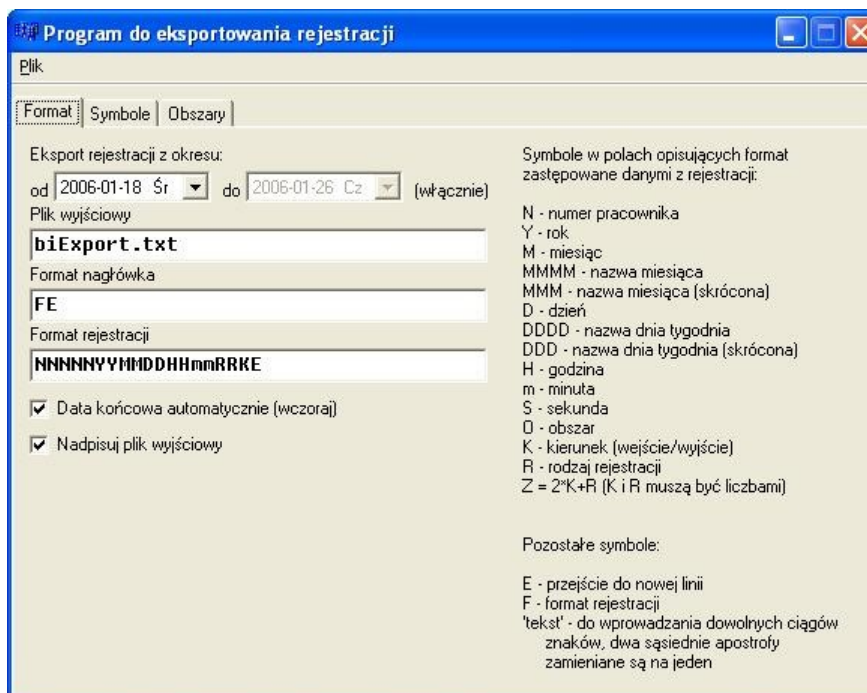 Program do eksportowania rejestracji
Plik
Format Symbole Obszary
Eksport rejestracji z okresu:
od 2006-01-18 Śr do 2006-01-26 Cz (włącznie)
Plik wyjściowy
biExport.txt
Format nagłówka
FE
Format rejestracji
NNNNNYYMMDDHHmmRRKE
Data końcowa automatycznie (wczoraj)
Nadpisuj plik wyjściowy
Symbole w polach opisujących format
zastępowane danymi z rejestracji:
N - numer pracownika
Y - rok
M - miesiąc
MMMM - nazwa miesiąca
MMM - nazwa miesiąca (skrócona)
D - dzień
DDDD - nazwa dnia tygodnia
DDD - nazwa dnia tygodnia (skrócona)
H - godzina
m - minuta
S - sekunda
O - obszar
K - kierunek (wejście/wyjście)
R - rodzaj rejestracji
Z = 2*K+R (K i R muszą być liczbami)
Pozostałe symbole:
E - przejście do nowej linii
F - format rejestracji
'tekst' - do wprowadzania dowolnych ciągów
znaków, dwa sąsiednie apostrofy
zamieniane są na jeden